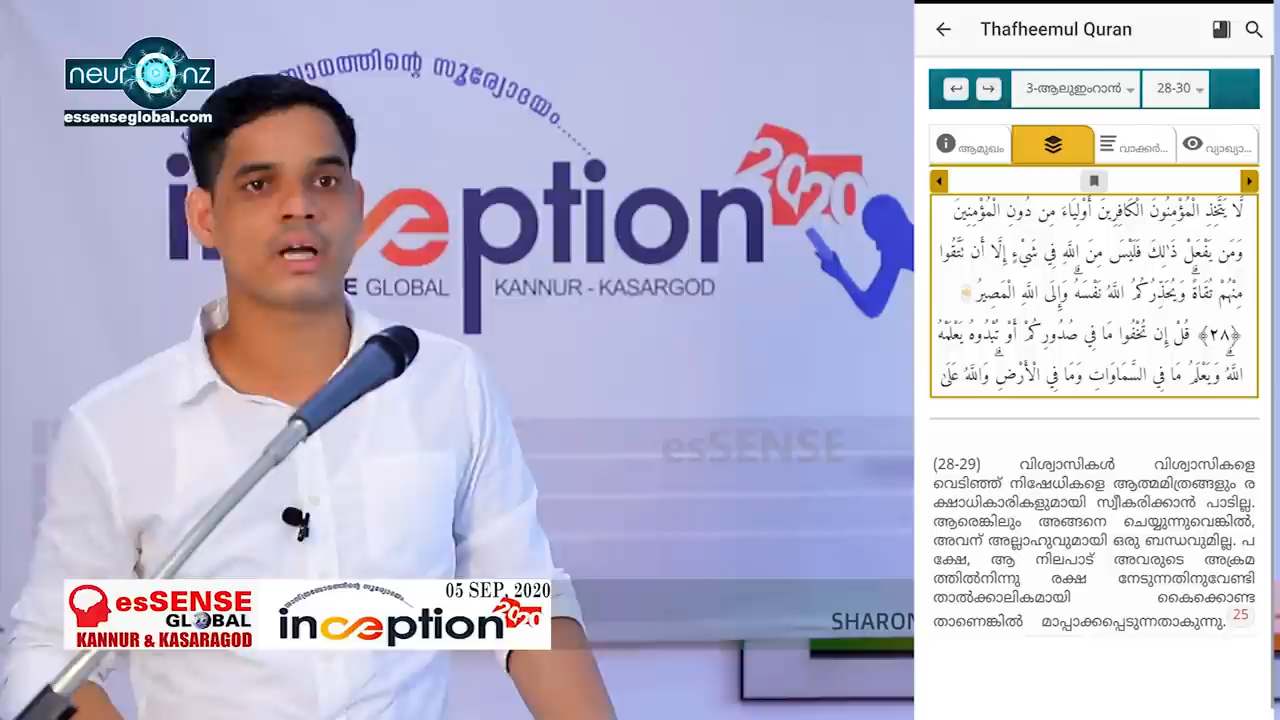 neurOnz
essenseglobal.com
inception
2020
GLOBAL
KANNUR - KASARGOD
esSENSE
SHARON
05 SEP, 2020
esSENSE
GLOBAL
KANNUR & KASARAGOD
inception
2020
Thafheemul Quran
3-ആലുഇംറാൻ
28-30
ആമുഖം
വാക്കർ...
വ്യാഖ്യാ...
لَا يَتَّخِذِ الْمُؤْمِنُونَ الْكَافِرِينَ أَوْلِيَاءَ مِن دُونِ الْمُؤْمِنِينَ
وَمَن يَفْعَلْ ذَٰلِكَ فَلَيْسَ مِنَ اللَّهِ فِي شَيْءٍ إِلَّا أَن تَتَّقُوا
مِنْهُمْ تُقَاةً ۗ وَيُحَذِّرُكُمُ اللَّهُ نَفْسَهُ ۗ وَإِلَى اللَّهِ الْمَصِيرُ
﴿٢٨﴾ قُلْ إِن تُخْفُوا مَا فِي صُدُورِكُمْ أَوْ تُبْدُوهُ يَعْلَمْهُ
اللَّهُ ۗ وَيَعْلَمُ مَا فِي السَّمَاوَاتِ وَمَا فِي الْأَرْضِ ۗ وَاللَّهُ عَلَىٰ
(28-29) വിശ്വാസികൾ വിശ്വാസികളെ
വെടിഞ്ഞ് നിഷേധികളെ ആത്മമിത്രങ്ങളും ര
ക്ഷാധികാരികളുമായി സ്വീകരിക്കാൻ പാടില്ല.
ആരെങ്കിലും അങ്ങനെ ചെയ്യുന്നുവെങ്കിൽ,
അവന് അല്ലാഹുവുമായി ഒരു ബന്ധവുമില്ല. പ
ക്ഷേ, ആ നിലപാട് അവരുടെ അക്രമ
ത്തിൽനിന്നു രക്ഷ നേടുന്നതിനുവേണ്ടി
താൽക്കാലികമായി കൈക്കൊണ്ട
താണെങ്കിൽ മാപ്പാക്കപ്പെടുന്നതാകുന്നു. 25